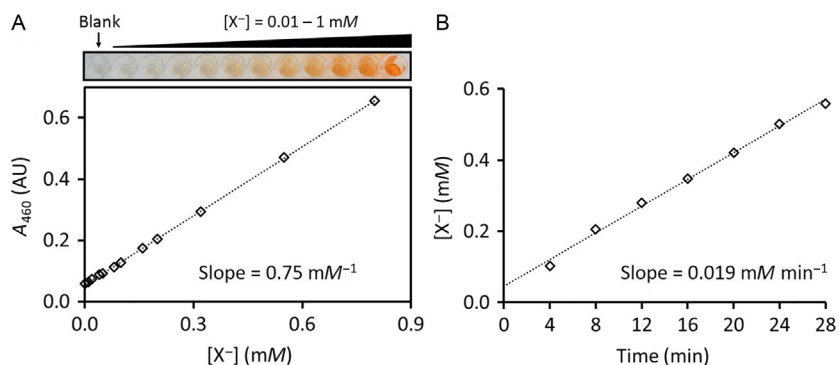 A
Blank
[X⁻] = 0.01 – 1 mM
A₄₆₀ (AU)
0.6
0.4
0.2
0.0
Slope = 0.75 mM⁻¹
0.0 0.3 0.6 0.9
[X⁻] (mM)
B
[X⁻] (mM)
0.6
0.4
0.2
0.0
Slope = 0.019 mM min⁻¹
0 4 8 12 16 20 24 28
Time (min)